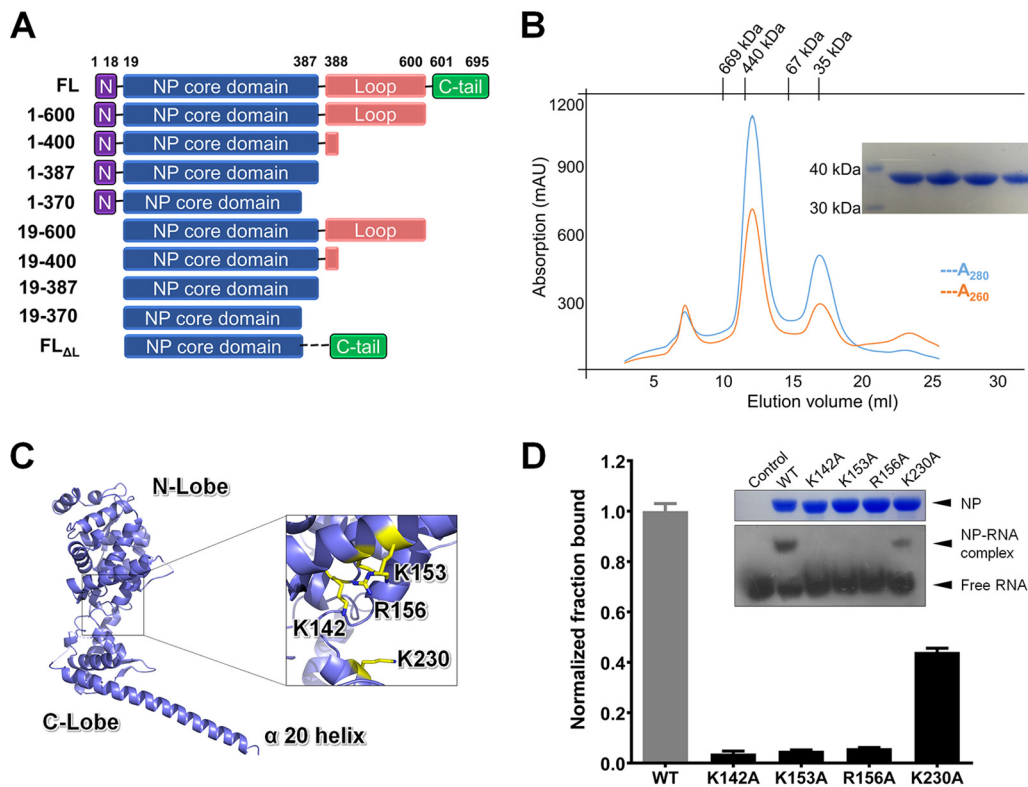 A
1 18 19 387 388 600 601 695
FL N NP core domain Loop C-tail
1-600 N NP core domain Loop
1-400 N NP core domain
1-387 N NP core domain
1-370 N NP core domain
19-600 NP core domain Loop
19-400 NP core domain
19-387 NP core domain
19-370 NP core domain
FLΔL NP core domain C-tail
B
669 kDa
440 kDa
67 kDa
35 kDa
1200
900
600
300
Absorption (mAU)
40 kDa
30 kDa
---A280
---A260
5 10 15 20 25 30
Elution volume (ml)
C
N-Lobe
C-Lobe
α 20 helix
K153
R156
K142
K230
D
Normalized fraction bound
1.2
1.0
0.8
0.6
0.4
0.2
0.0
WT K142A K153A R156A K230A
Control WT K142A K153A R156A K230A
NP
NP-RNA
complex
Free RNA